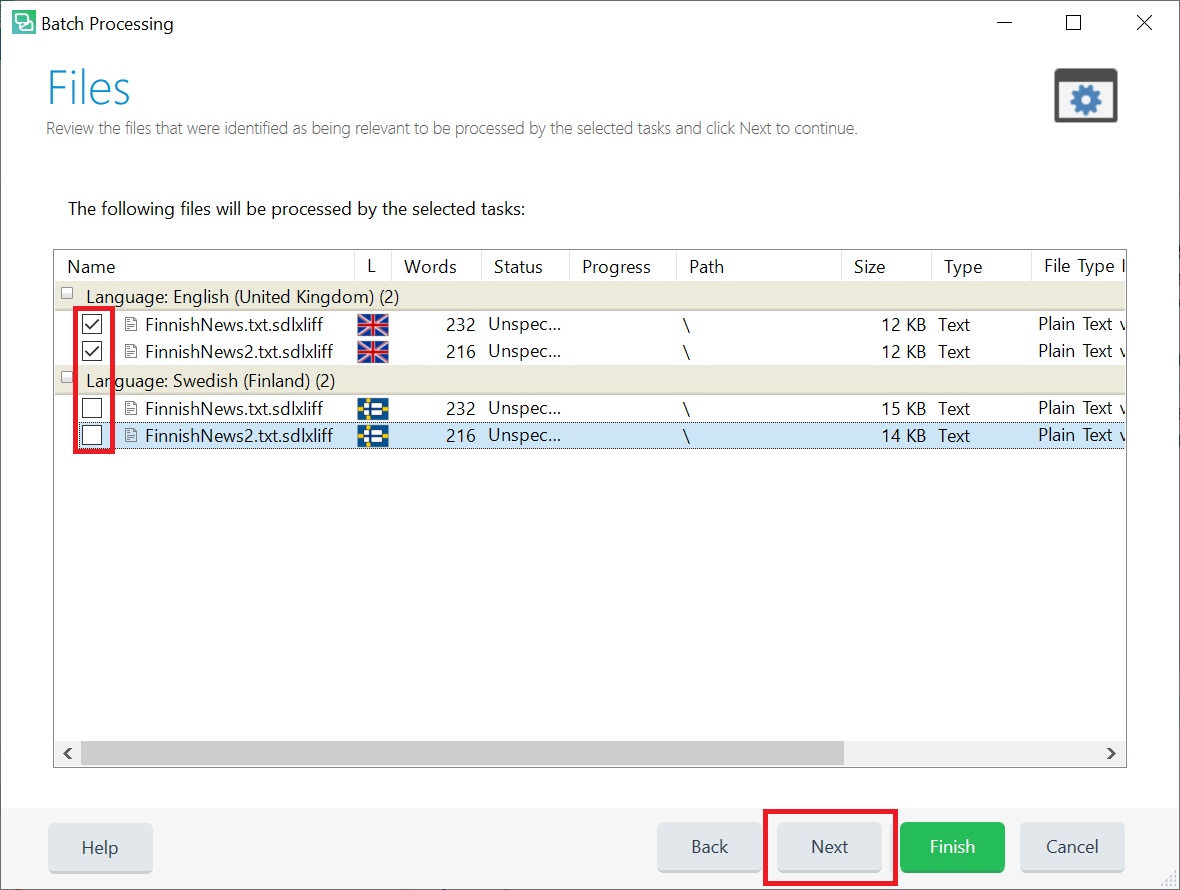 Batch Processing
Files
Review the files that were identified as being relevant to be processed by the selected tasks and click Next to continue.
The following files will be processed by the selected tasks:
Name L Words Status Progress Path Size Type File Type I
Language: English (United Kingdom) (2)
FinnishNews.txt.sdlxliff 232 Unspec... \ 12 KB Text Plain Text v
FinnishNews2.txt.sdlxliff 216 Unspec... \ 12 KB Text Plain Text v
Language: Swedish (Finland) (2)
FinnishNews.txt.sdlxliff 232 Unspec... \ 15 KB Text Plain Text v
FinnishNews2.txt.sdlxliff 216 Unspec... \ 14 KB Text Plain Text v
Help Back Next Finish Cancel